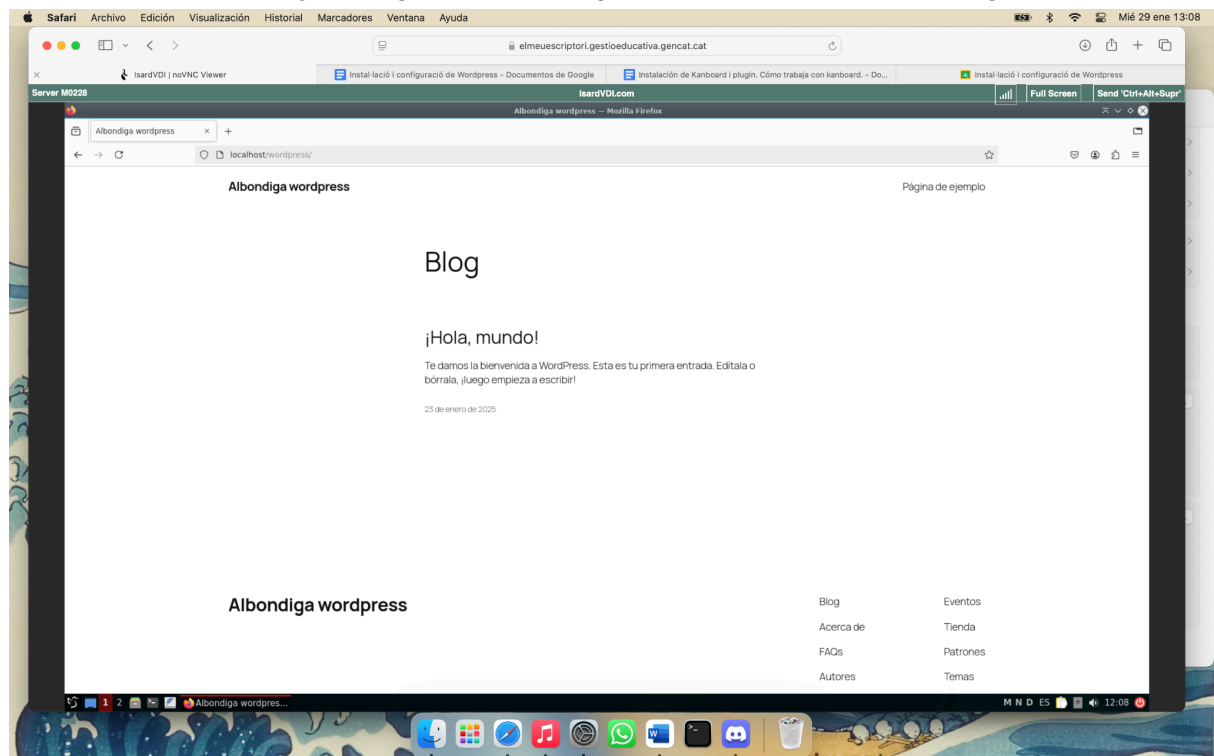 Safari Archivo Edición Visualización Historial Marcadores Ventana Ayuda Mié 29 ene 13:08
elmeuescriptori.gestioeducativa.gencat.cat
IsardVDI | noVNC Viewer Instal·lació i configuració de Wordpress - Documentos de Google Instalación de Kanboard i plugin. Cómo trabaja con kanboard. – Do... Instal·lació i configuració de Wordpress
Server M0228 IsardVDI.com Full Screen Send 'Ctrl+Alt+Supr'
Albondiga wordpress — Mozilla Firefox
Albondiga wordpress
localhost/wordpress/
Albondiga wordpress Página de ejemplo
Blog
¡Hola, mundo!
Te damos la bienvenida a WordPress. Esta es tu primera entrada. Edítala o
bórrala, ¡luego empieza a escribir!
23 de enero de 2025
Albondiga wordpress Blog Eventos
Acerca de Tienda
FAQs Patrones
Autores Temas
1 2 Albondiga wordpres... M N D ES 12:08